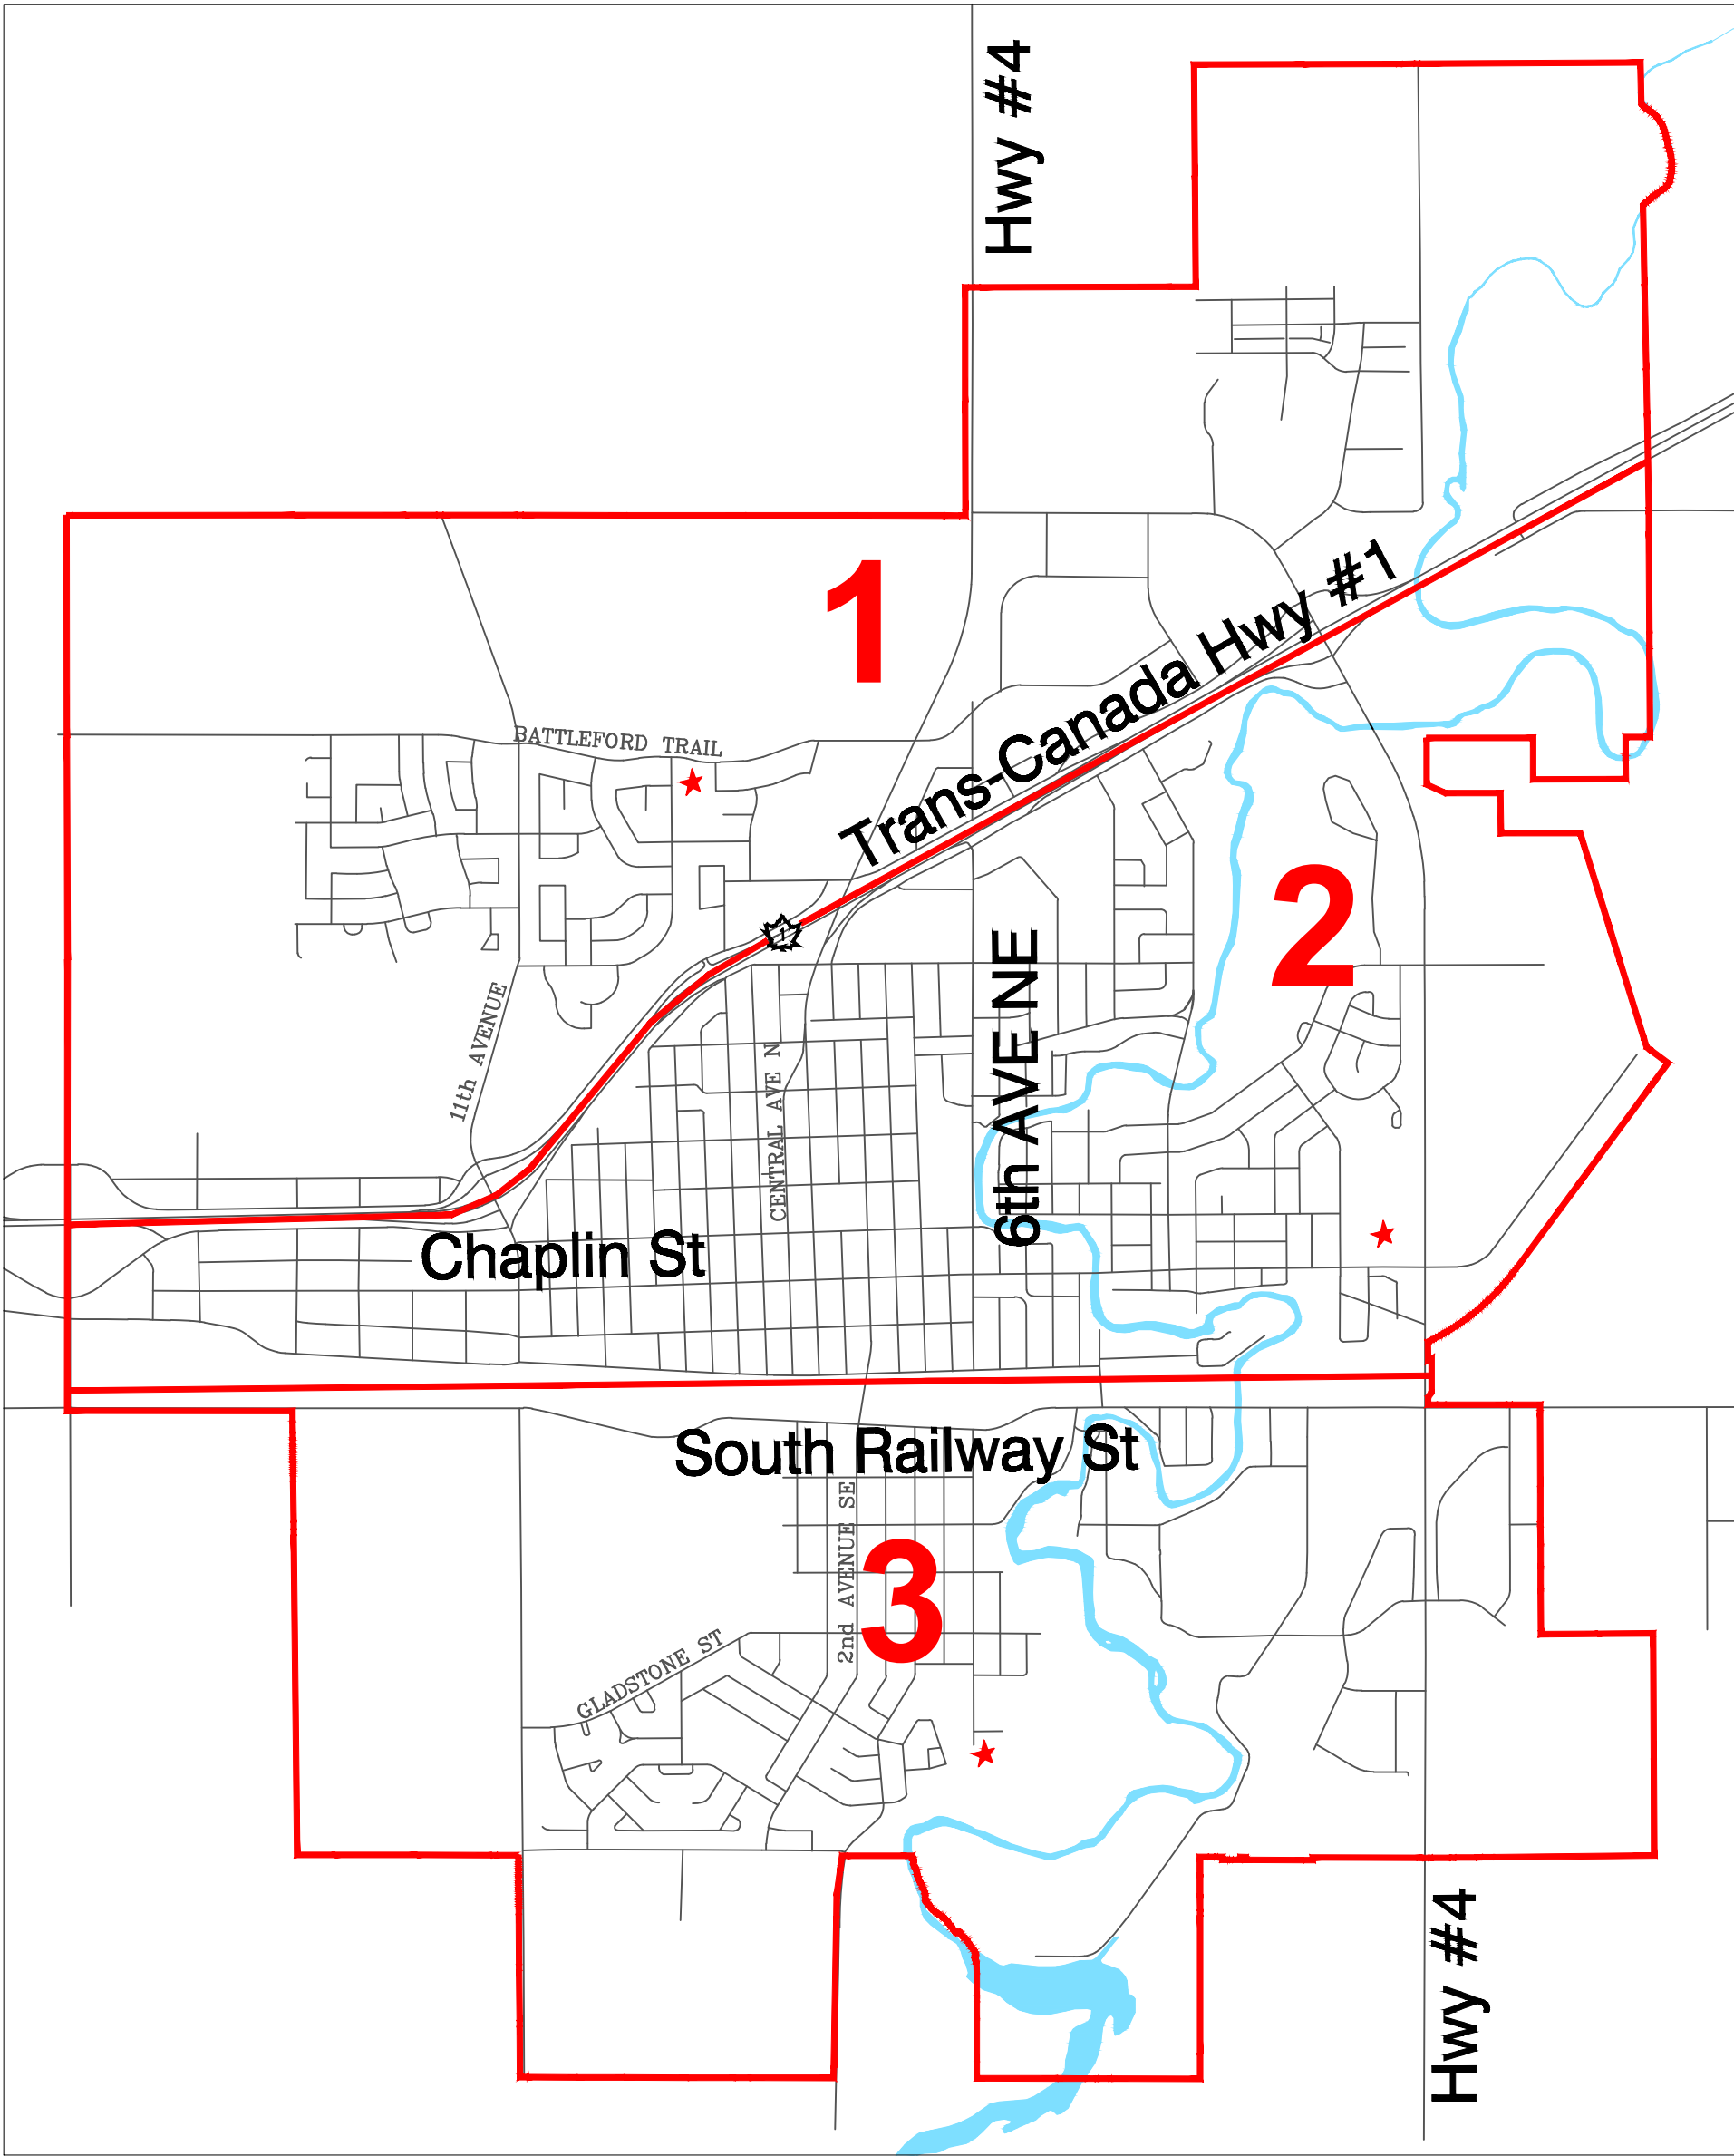 Hwy #4
1
Trans-Canada Hwy #1
BATTLEFORD TRAIL
2
1
6th AVE NE
11th AVENUE
CENTRAL AVE N
Chaplin St
South Railway St
2nd AVENUE SE
3
GLADSTONE ST
Hwy #4